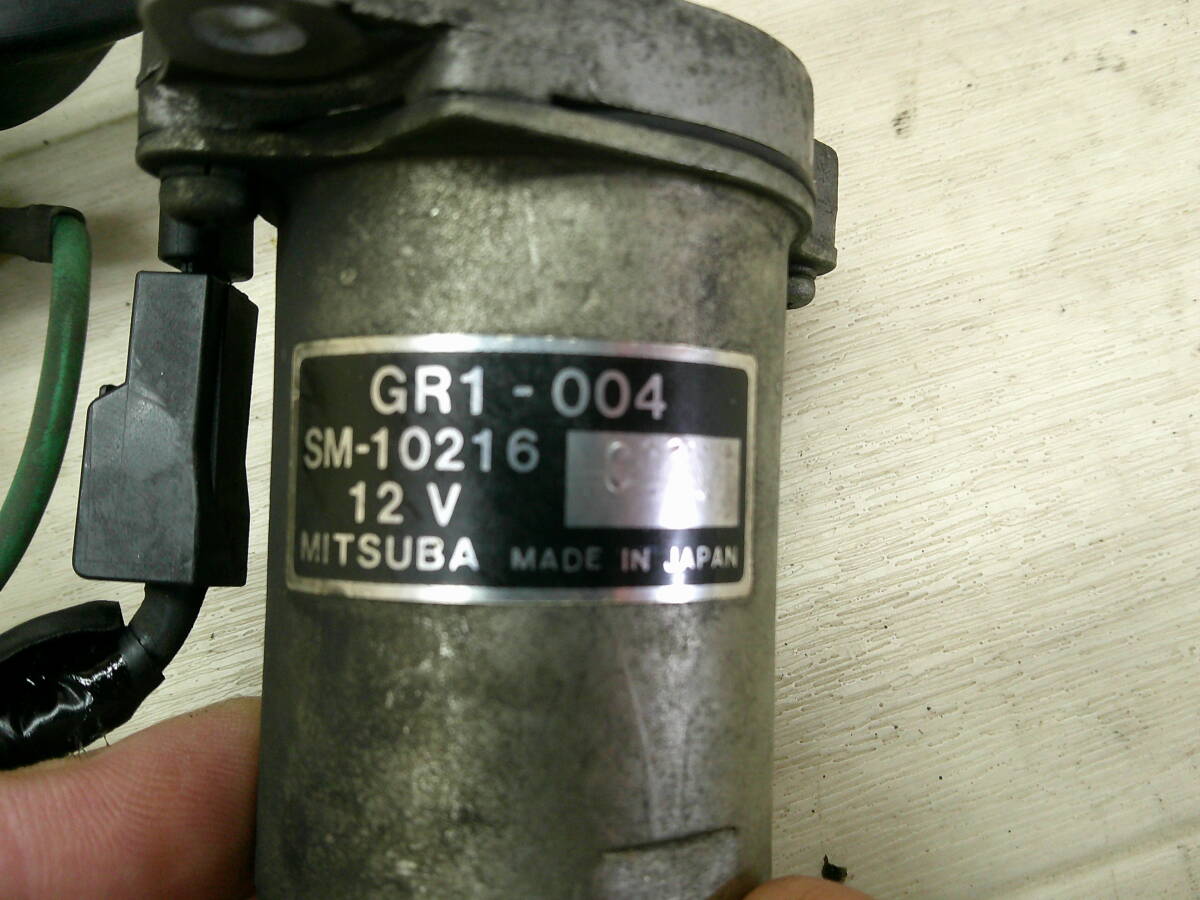 GR1-004
SM-10216
12 V
MITSUBA MADE IN JAPAN